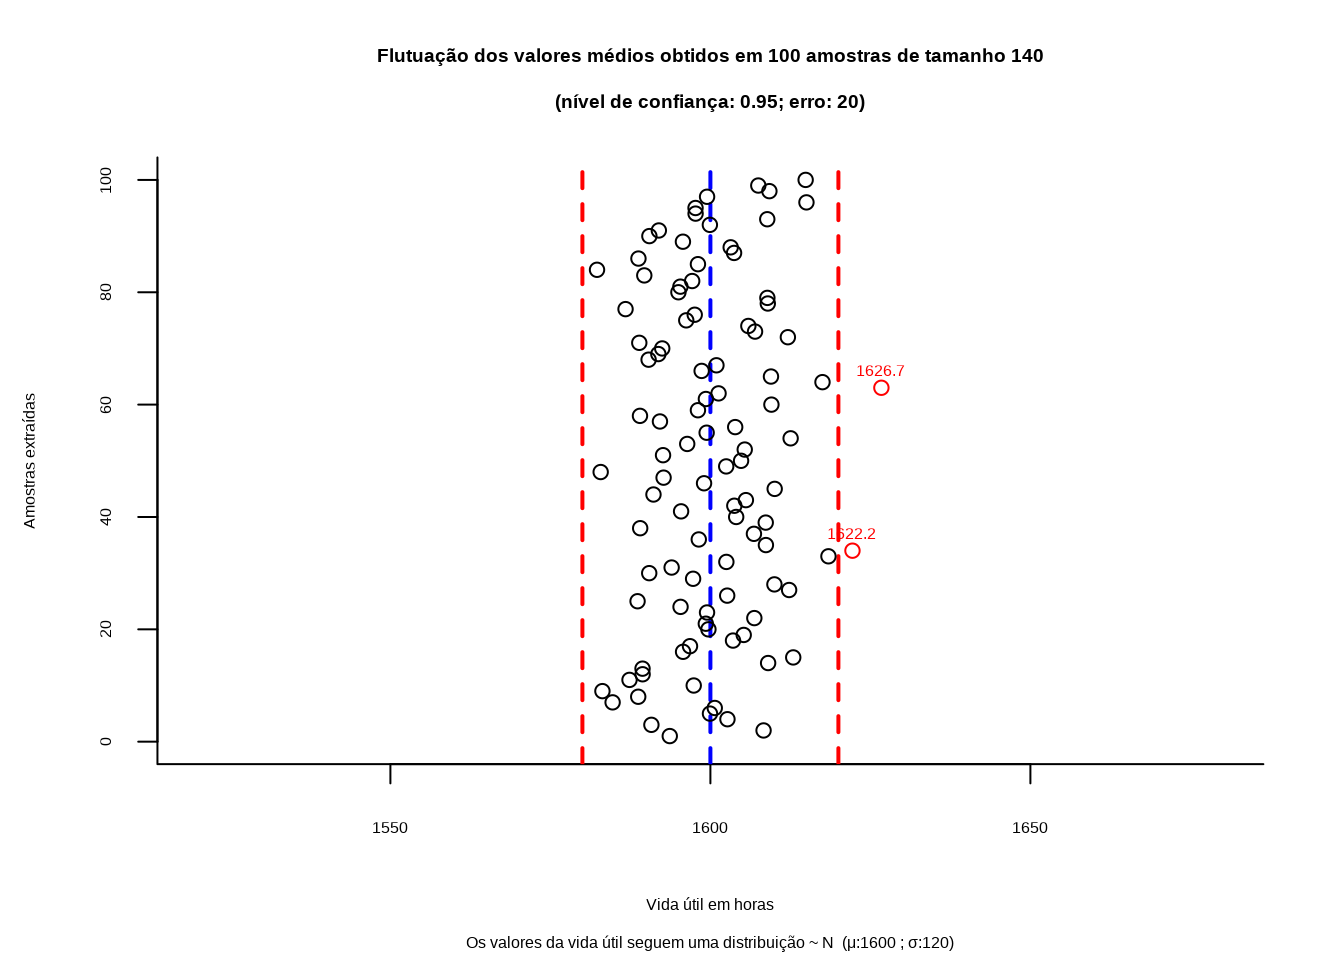 Flutuação dos valores médios obtidos em 100 amostras de tamanho 140
(nível de confiança: 0.95; erro: 20)
100
80
60
40
20
0
Amostras extraídas
1626.7
1622.2
1550
1600
1650
Vida útil em horas
Os valores da vida útil seguem uma distribuição ~ N  (μ:1600 ; σ:120)